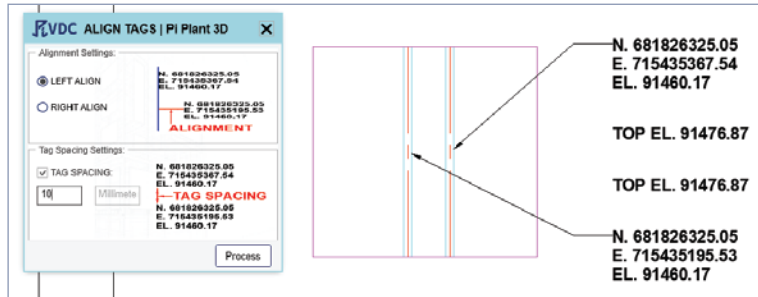 VDC ALIGN TAGS | PI Plant 3D X
Alignment Settings:
LEFT ALIGN
RIGHT ALIGN
N. 681826325.05
E. 715435367.54
EL. 91460.17
N. 681826325.05
E. 715435195.53
EL. 91460.17
ALIGNMENT
Tag Spacing Settings:
TAG SPACING:
10
Millimete
N. 681826325.05
E. 715435367.54
EL. 91460.17
TAG SPACING
N. 681826325.05
E. 715435195.53
EL. 91460.17
Process
N. 681826325.05
E. 715435367.54
EL. 91460.17
TOP EL. 91476.87
TOP EL. 91476.87
N. 681826325.05
E. 715435195.53
EL. 91460.17